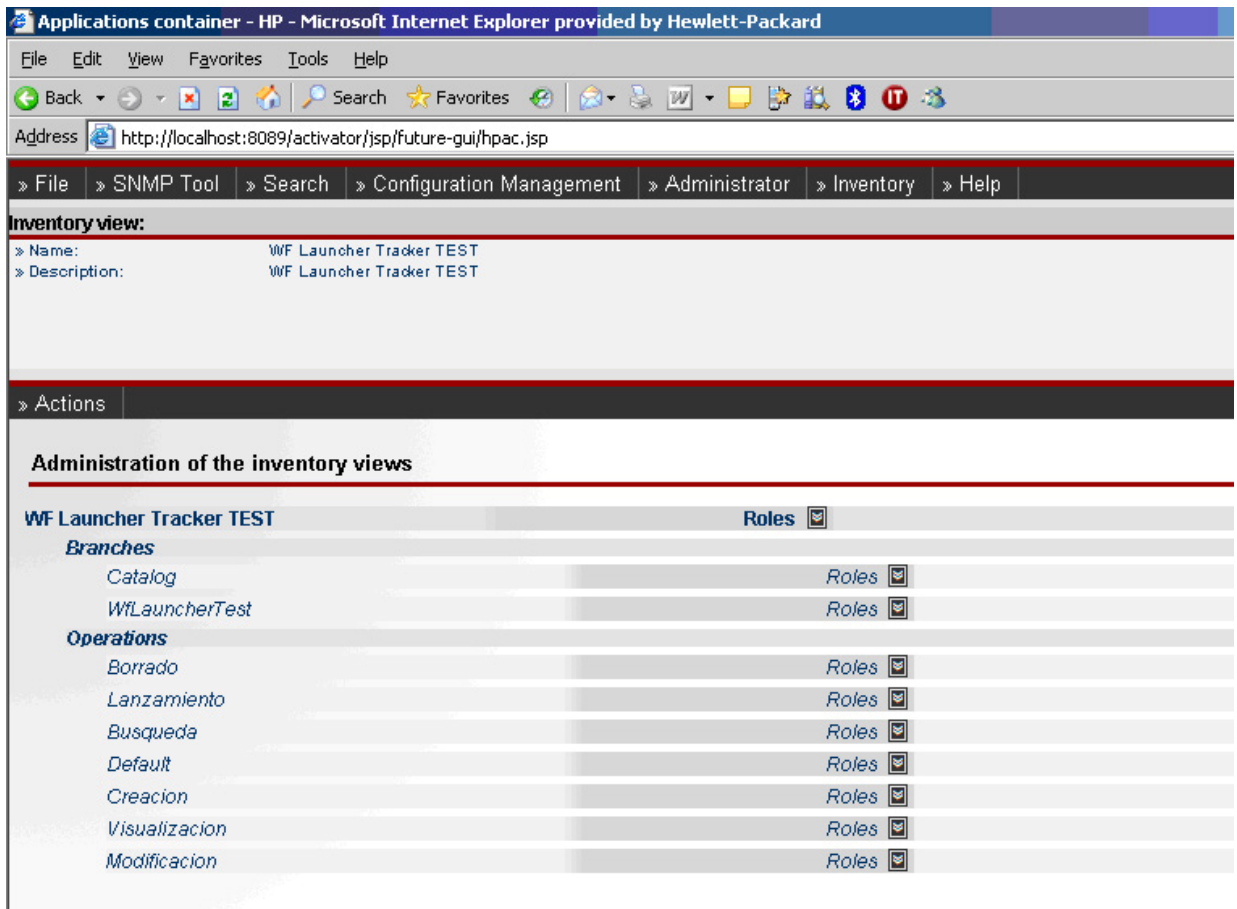 Applications container - HP - Microsoft Internet Explorer provided by Hewlett-Packard
File Edit View Favorites Tools Help
Back Search Favorites
Address http://localhost:8089/activator/jsp/future-gui/hpac.jsp
» File » SNMP Tool » Search » Configuration Management » Administrator » Inventory » Help
Inventory view:
» Name: WF Launcher Tracker TEST
» Description: WF Launcher Tracker TEST
» Actions
Administration of the inventory views
WF Launcher Tracker TEST Roles
Branches
Catalog Roles
WfLauncherTest Roles
Operations
Borrado Roles
Lanzamiento Roles
Busqueda Roles
Default Roles
Creacion Roles
Visualizacion Roles
Modificacion Roles